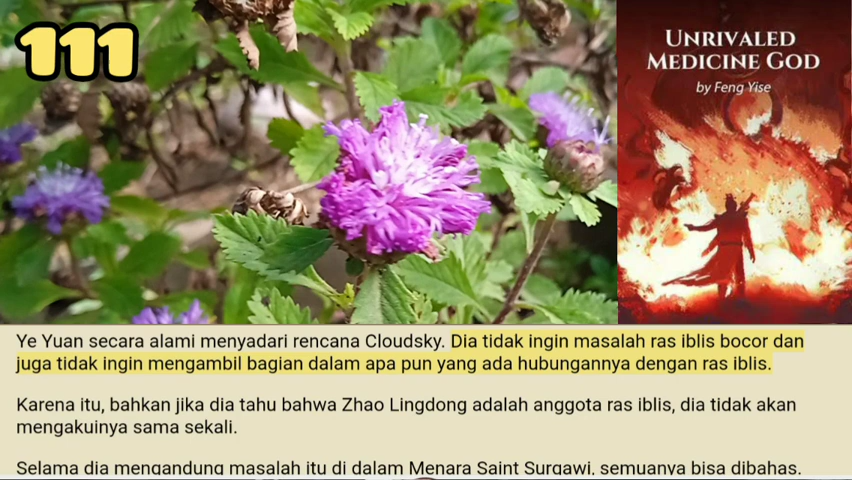 111
UNRIVALED
MEDICINE GOD
by Feng Yise
Ye Yuan secara alami menyadari rencana Cloudsky. Dia tidak ingin masalah ras iblis bocor dan
juga tidak ingin mengambil bagian dalam apa pun yang ada hubungannya dengan ras iblis.
Karena itu, bahkan jika dia tahu bahwa Zhao Lingdong adalah anggota ras iblis, dia tidak akan
mengakuinya sama sekali.
Selama dia mengandung masalah itu di dalam Menara Saint Surgawi, semuanya bisa dibahas.